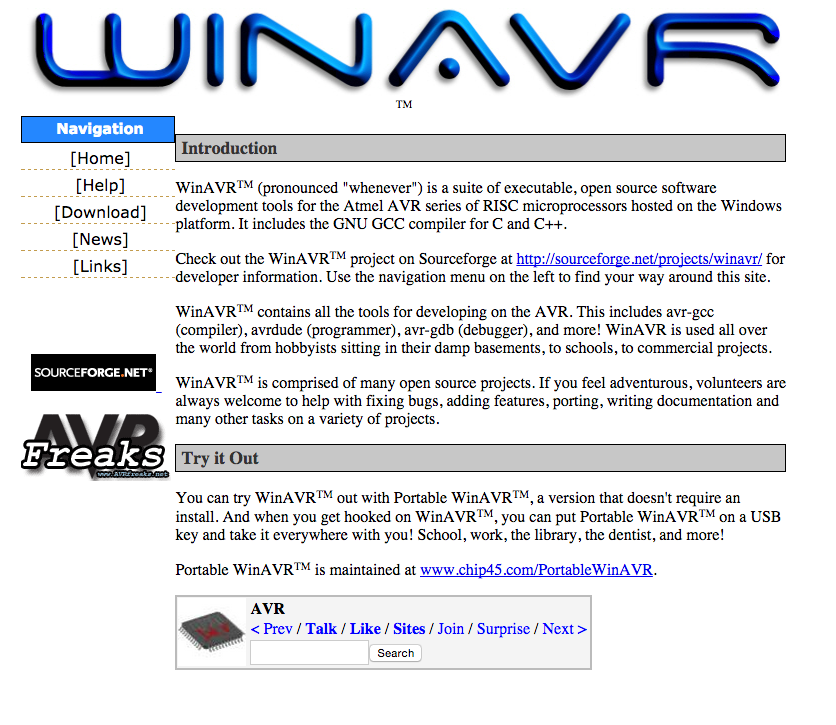 WINAVR
TM
Navigation
[Home]
[Help]
[Download]
[News]
[Links]
SOURCEFORGE.NET®
AVR
Freaks
www.AVRfreaks.net
Introduction
WinAVR™ (pronounced "whenever") is a suite of executable, open source software
development tools for the Atmel AVR series of RISC microprocessors hosted on the Windows
platform. It includes the GNU GCC compiler for C and C++.
Check out the WinAVR™ project on Sourceforge at http://sourceforge.net/projects/winavr/ for
developer information. Use the navigation menu on the left to find your way around this site.
WinAVR™ contains all the tools for developing on the AVR. This includes avr-gcc
(compiler), avrdude (programmer), avr-gdb (debugger), and more! WinAVR is used all over
the world from hobbyists sitting in their damp basements, to schools, to commercial projects.
WinAVR™ is comprised of many open source projects. If you feel adventurous, volunteers are
always welcome to help with fixing bugs, adding features, porting, writing documentation and
many other tasks on a variety of projects.
Try it Out
You can try WinAVR™ out with Portable WinAVR™, a version that doesn't require an
install. And when you get hooked on WinAVR™, you can put Portable WinAVR™ on a USB
key and take it everywhere with you! School, work, the library, the dentist, and more!
Portable WinAVR™ is maintained at www.chip45.com/PortableWinAVR.
AVR
< Prev / Talk / Like / Sites / Join / Surprise / Next >
Search